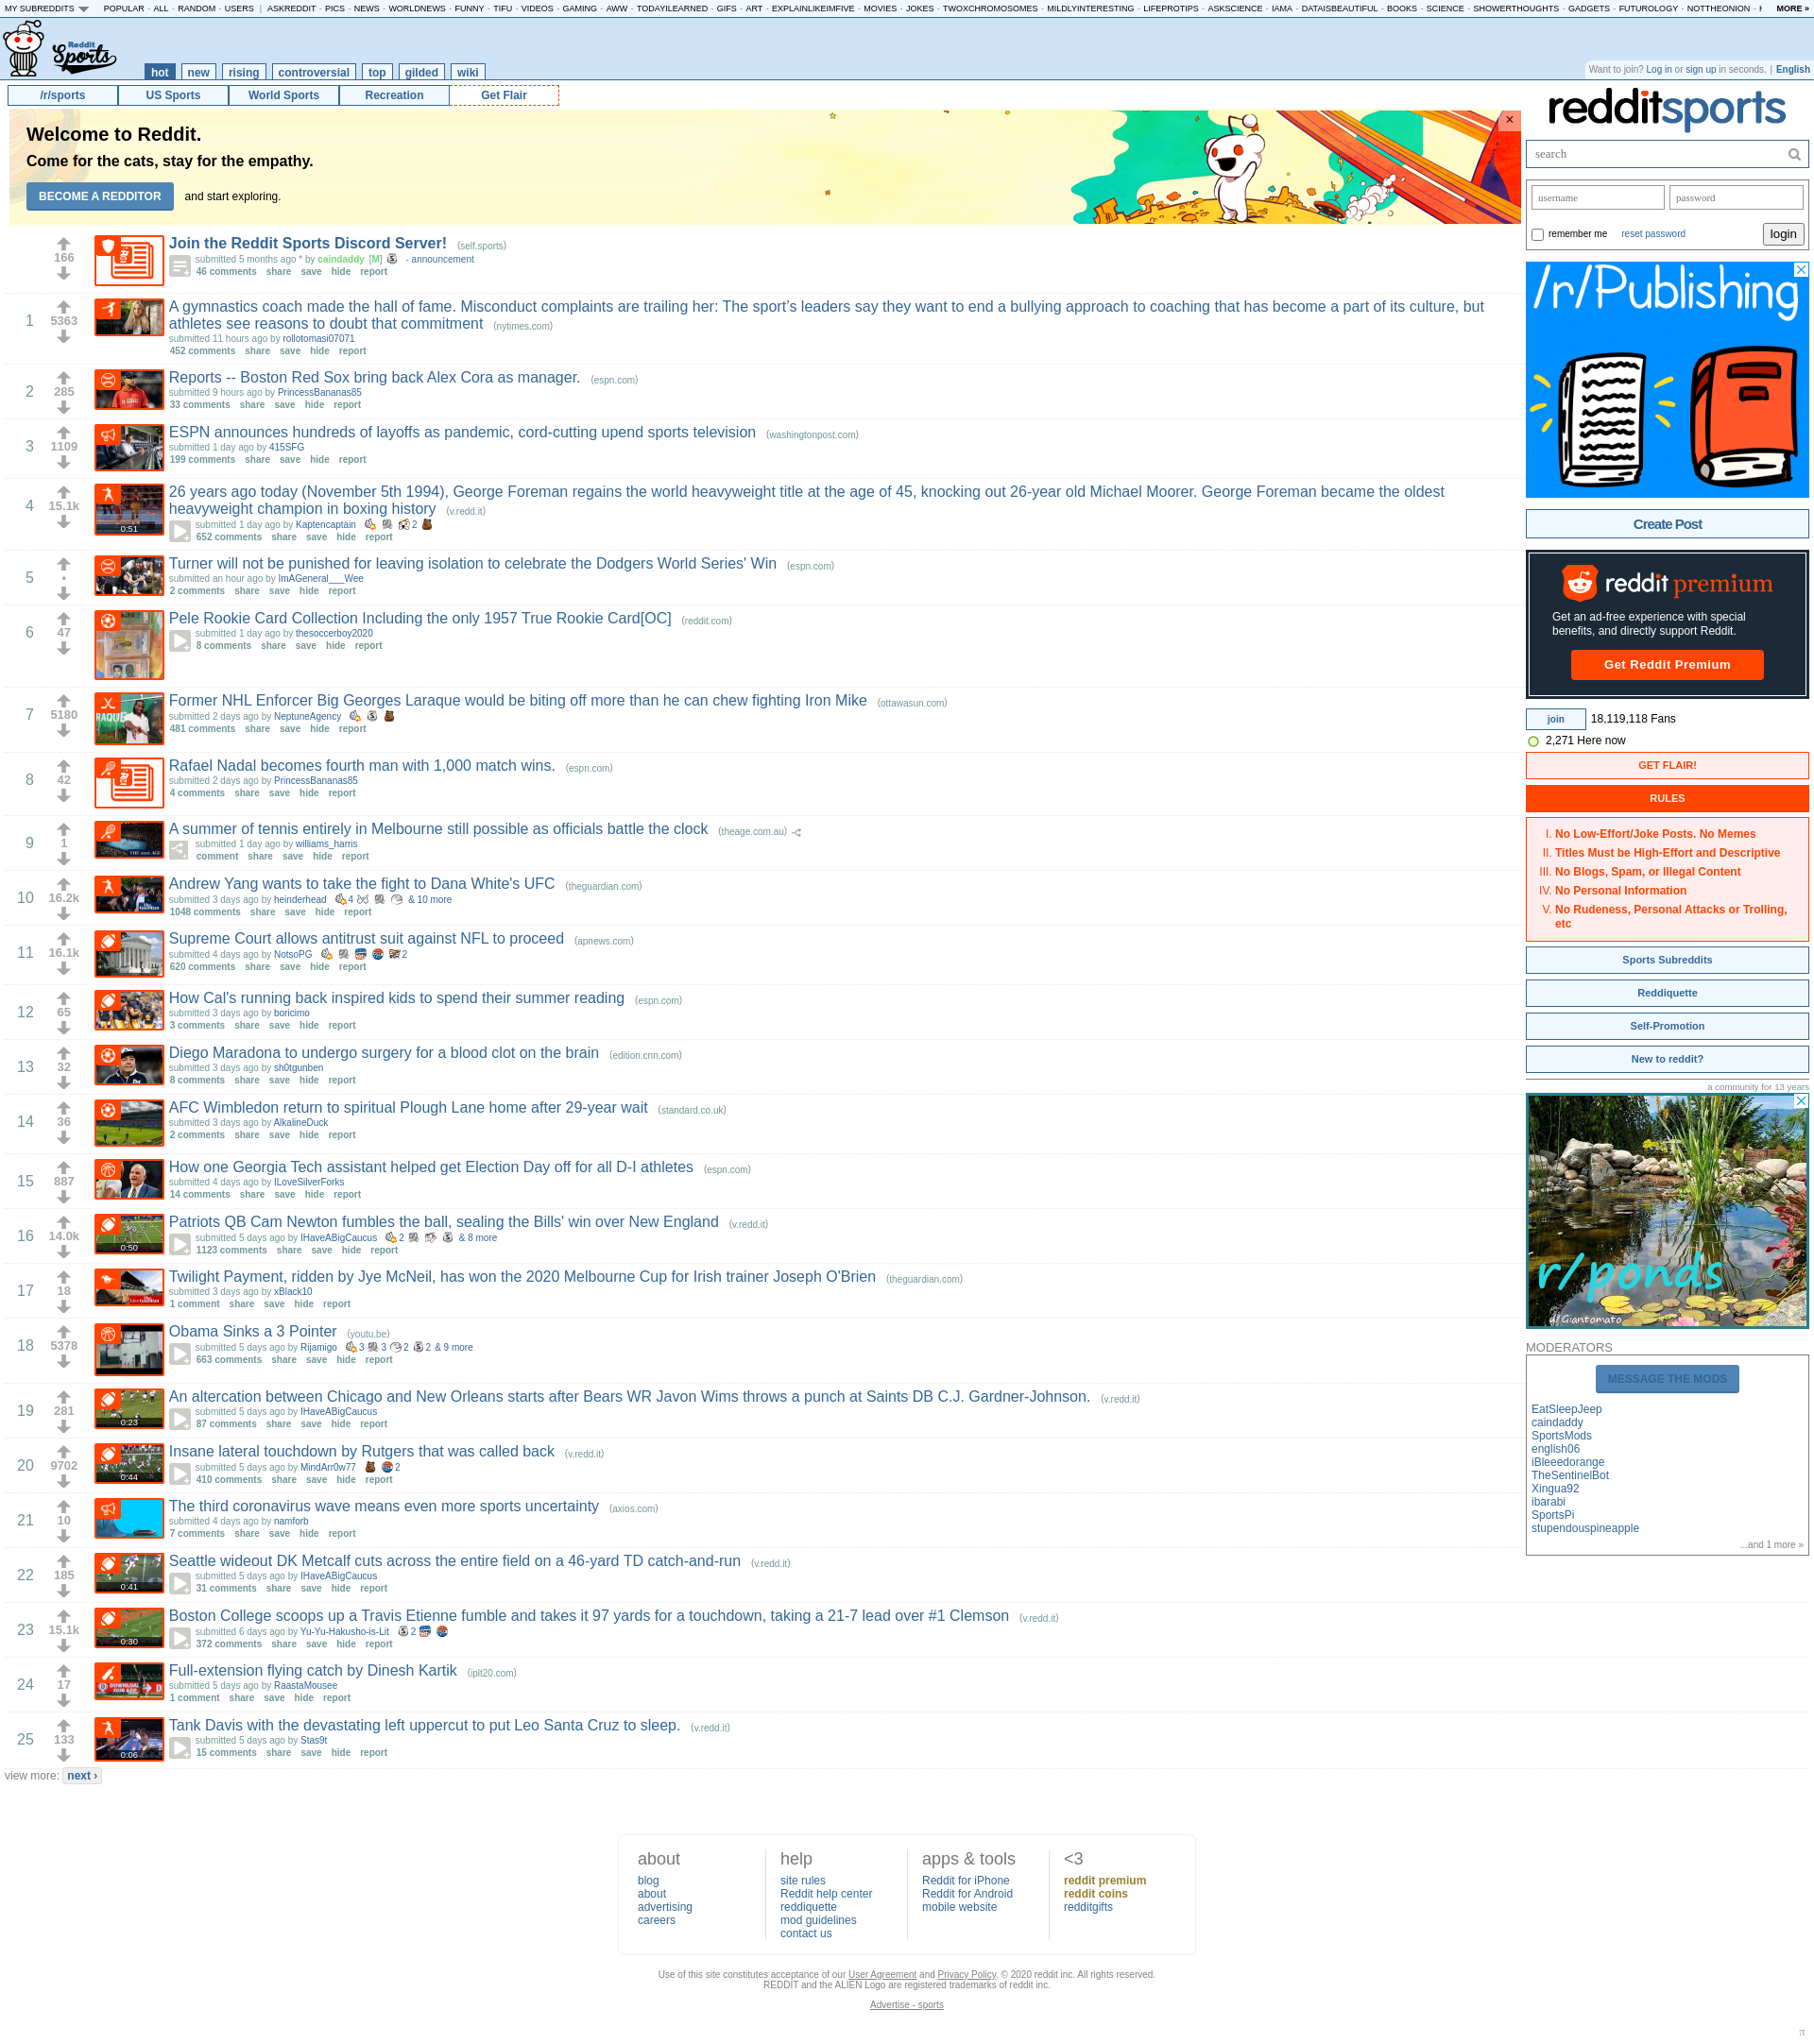 MY SUBREDDITS POPULAR - ALL - RANDOM - USERS | ASKREDDIT - PICS - NEWS - WORLDNEWS - FUNNY - TIFU - VIDEOS - GAMING - AWW - TODAYILEARNED - GIFS - ART - EXPLAINLIKEIMFIVE - MOVIES - JOKES - TWOXCHROMOSOMES - MILDLYINTERESTING - LIFEPROTIPS - ASKSCIENCE - IAMA - DATAISBEAUTIFUL - BOOKS - SCIENCE - SHOWERTHOUGHTS - GADGETS - FUTUROLOGY - NOTTHEONION - MORE »
Reddit Sports
hot new rising controversial top gilded wiki
Want to join? Log in or sign up in seconds. | English
/r/sports US Sports World Sports Recreation Get Flair
Welcome to Reddit.
Come for the cats, stay for the empathy.
BECOME A REDDITOR and start exploring.
×
166
Join the Reddit Sports Discord Server! (self.sports)
submitted 5 months ago * by caindaddy [M] - announcement
46 comments share save hide report
1
5363
A gymnastics coach made the hall of fame. Misconduct complaints are trailing her: The sport’s leaders say they want to end a bullying approach to coaching that has become a part of its culture, but
athletes see reasons to doubt that commitment (nytimes.com)
submitted 11 hours ago by rollotomasi07071
452 comments share save hide report
2
285
Reports -- Boston Red Sox bring back Alex Cora as manager. (espn.com)
submitted 9 hours ago by PrincessBananas85
33 comments share save hide report
3
1109
ESPN announces hundreds of layoffs as pandemic, cord-cutting upend sports television (washingtonpost.com)
submitted 1 day ago by 415SFG
199 comments share save hide report
4
15.1k
0:51
26 years ago today (November 5th 1994), George Foreman regains the world heavyweight title at the age of 45, knocking out 26-year old Michael Moorer. George Foreman became the oldest
heavyweight champion in boxing history (v.redd.it)
submitted 1 day ago by Kaptencaptain 2
652 comments share save hide report
5
•
Turner will not be punished for leaving isolation to celebrate the Dodgers World Series' Win (espn.com)
submitted an hour ago by ImAGeneral___Wee
2 comments share save hide report
6
47
Pele Rookie Card Collection Including the only 1957 True Rookie Card[OC] (reddit.com)
submitted 1 day ago by thesoccerboy2020
8 comments share save hide report
7
5180
Former NHL Enforcer Big Georges Laraque would be biting off more than he can chew fighting Iron Mike (ottawasun.com)
submitted 2 days ago by NeptuneAgency
481 comments share save hide report
8
42
Rafael Nadal becomes fourth man with 1,000 match wins. (espn.com)
submitted 2 days ago by PrincessBananas85
4 comments share save hide report
9
1
A summer of tennis entirely in Melbourne still possible as officials battle the clock (theage.com.au)
submitted 1 day ago by williams_harris
comment share save hide report
10
16.2k
Andrew Yang wants to take the fight to Dana White's UFC (theguardian.com)
submitted 3 days ago by heinderhead 4 & 10 more
1048 comments share save hide report
11
16.1k
Supreme Court allows antitrust suit against NFL to proceed (apnews.com)
submitted 4 days ago by NotsoPG 2
620 comments share save hide report
12
65
How Cal's running back inspired kids to spend their summer reading (espn.com)
submitted 3 days ago by boricimo
3 comments share save hide report
13
32
Diego Maradona to undergo surgery for a blood clot on the brain (edition.cnn.com)
submitted 3 days ago by sh0tgunben
8 comments share save hide report
14
36
AFC Wimbledon return to spiritual Plough Lane home after 29-year wait (standard.co.uk)
submitted 3 days ago by AlkalineDuck
2 comments share save hide report
15
887
How one Georgia Tech assistant helped get Election Day off for all D-I athletes (espn.com)
submitted 4 days ago by ILoveSilverForks
14 comments share save hide report
16
14.0k
0:50
Patriots QB Cam Newton fumbles the ball, sealing the Bills' win over New England (v.redd.it)
submitted 5 days ago by IHaveABigCaucus 2 & 8 more
1123 comments share save hide report
17
18
Twilight Payment, ridden by Jye McNeil, has won the 2020 Melbourne Cup for Irish trainer Joseph O'Brien (theguardian.com)
submitted 3 days ago by xBlack10
1 comment share save hide report
18
5378
Obama Sinks a 3 Pointer (youtu.be)
submitted 5 days ago by Rijamigo 3 3 2 2 & 9 more
663 comments share save hide report
19
281
0:23
An altercation between Chicago and New Orleans starts after Bears WR Javon Wims throws a punch at Saints DB C.J. Gardner-Johnson. (v.redd.it)
submitted 5 days ago by IHaveABigCaucus
87 comments share save hide report
20
9702
0:44
Insane lateral touchdown by Rutgers that was called back (v.redd.it)
submitted 5 days ago by MindArr0w77 2
410 comments share save hide report
21
10
The third coronavirus wave means even more sports uncertainty (axios.com)
submitted 4 days ago by namforb
7 comments share save hide report
22
185
0:41
Seattle wideout DK Metcalf cuts across the entire field on a 46-yard TD catch-and-run (v.redd.it)
submitted 5 days ago by IHaveABigCaucus
31 comments share save hide report
23
15.1k
0:30
Boston College scoops up a Travis Etienne fumble and takes it 97 yards for a touchdown, taking a 21-7 lead over #1 Clemson (v.redd.it)
submitted 6 days ago by Yu-Yu-Hakusho-is-Lit 2
372 comments share save hide report
24
17
Full-extension flying catch by Dinesh Kartik (iplt20.com)
submitted 5 days ago by RaastaMousee
1 comment share save hide report
25
133
0:06
Tank Davis with the devastating left uppercut to put Leo Santa Cruz to sleep. (v.redd.it)
submitted 5 days ago by Stas9t
15 comments share save hide report
view more: next ›
redditsports
search
username password
remember me reset password login
/r/Publishing
Create Post
reddit premium
Get an ad-free experience with special
benefits, and directly support Reddit.
Get Reddit Premium
join 18,119,118 Fans
2,271 Here now
GET FLAIR!
RULES
I. No Low-Effort/Joke Posts. No Memes
II. Titles Must be High-Effort and Descriptive
III. No Blogs, Spam, or Illegal Content
IV. No Personal Information
V. No Rudeness, Personal Attacks or Trolling,
etc
Sports Subreddits
Reddiquette
Self-Promotion
New to reddit?
a community for 13 years
r/ponds
d/Giantomato
MODERATORS
MESSAGE THE MODS
EatSleepJeep
caindaddy
SportsMods
english06
iBleeedorange
TheSentinelBot
Xingua92
ibarabi
SportsPi
stupendouspineapple
...and 1 more »
about
blog
about
advertising
careers
help
site rules
Reddit help center
reddiquette
mod guidelines
contact us
apps & tools
Reddit for iPhone
Reddit for Android
mobile website
<3
reddit premium
reddit coins
redditgifts
Use of this site constitutes acceptance of our User Agreement and Privacy Policy. © 2020 reddit inc. All rights reserved.
REDDIT and the ALIEN Logo are registered trademarks of reddit inc.
Advertise - sports
π